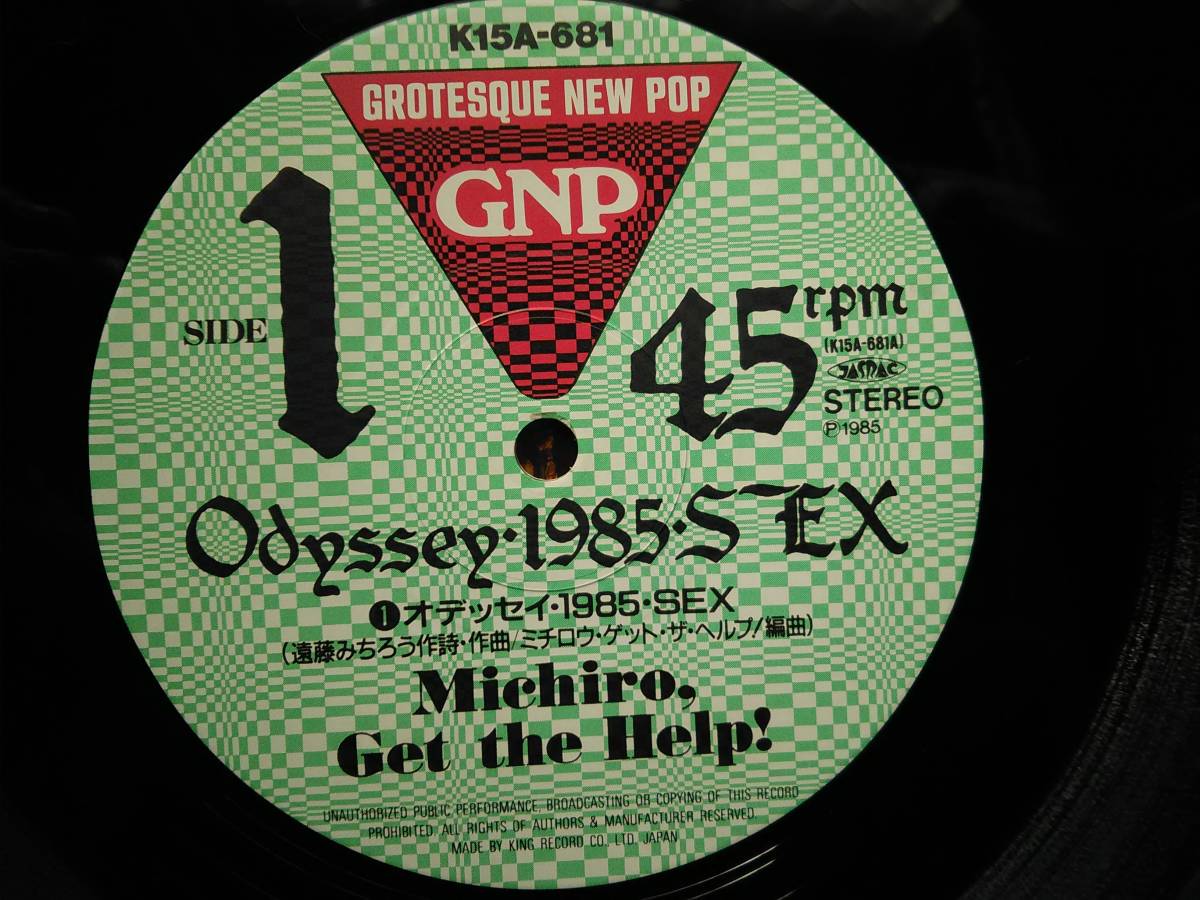 K15A-681
GROTESQUE NEW POP
GNP
SIDE 1
45 rpm
(K15A-681A)
JASRAC
STEREO
Ⓟ1985
Odyssey·1985·SEX
❶オデッセイ・1985・SEX
(遠藤みちろう作詩・作曲/ミチロウ・ゲット・ザ・ヘルプ!編曲)
Michiro,
Get the Help!
UNAUTHORIZED PUBLIC PERFORMANCE, BROADCASTING OR COPYING OF THIS RECORD
PROHIBITED. ALL RIGHTS OF AUTHORS & MANUFACTURER RESERVED.
MADE BY KING RECORD CO., LTD. JAPAN